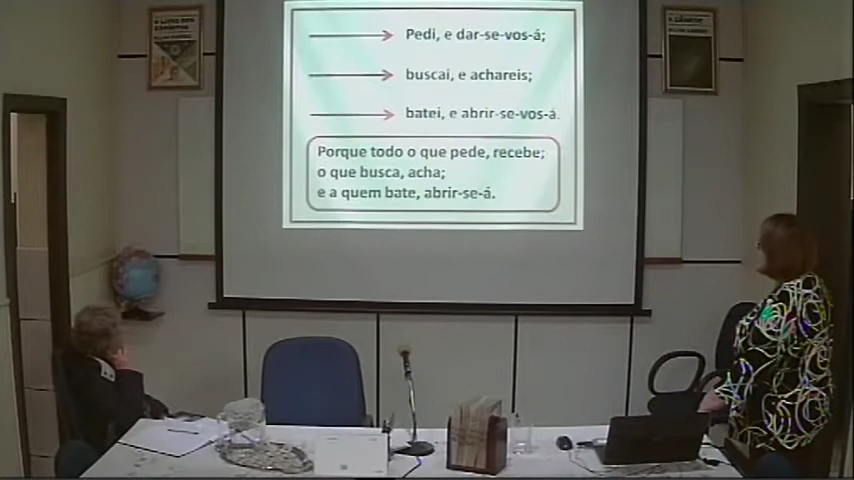 Pedi, e dar-se-vos-á;
buscai, e achareis;
batei, e abrir-se-vos-á.
Porque todo o que pede, recebe;
o que busca, acha;
e a quem bate, abrir-se-á.